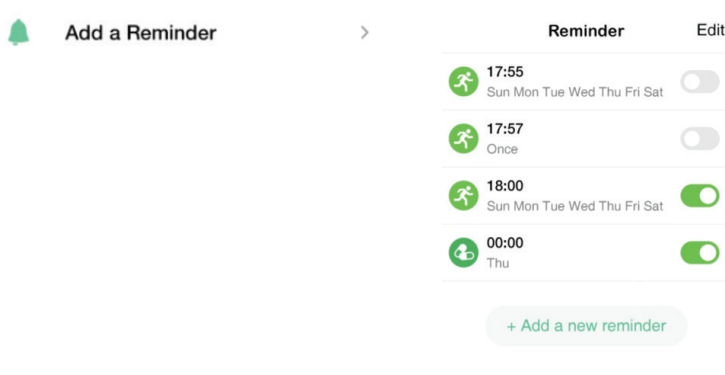 Add a Reminder
Reminder
Edit
17:55
Sun Mon Tue Wed Thu Fri Sat
17:57
Once
18:00
Sun Mon Tue Wed Thu Fri Sat
00:00
Thu
+ Add a new reminder